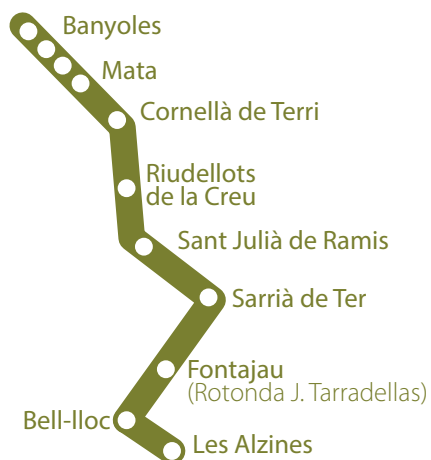 Banyoles
Mata
Cornellà de Terri
Riudellots
de la Creu
Sant Julià de Ramis
Sarrià de Ter
Fontajau
(Rotonda J. Tarradellas)
Bell-lloc
Les Alzines